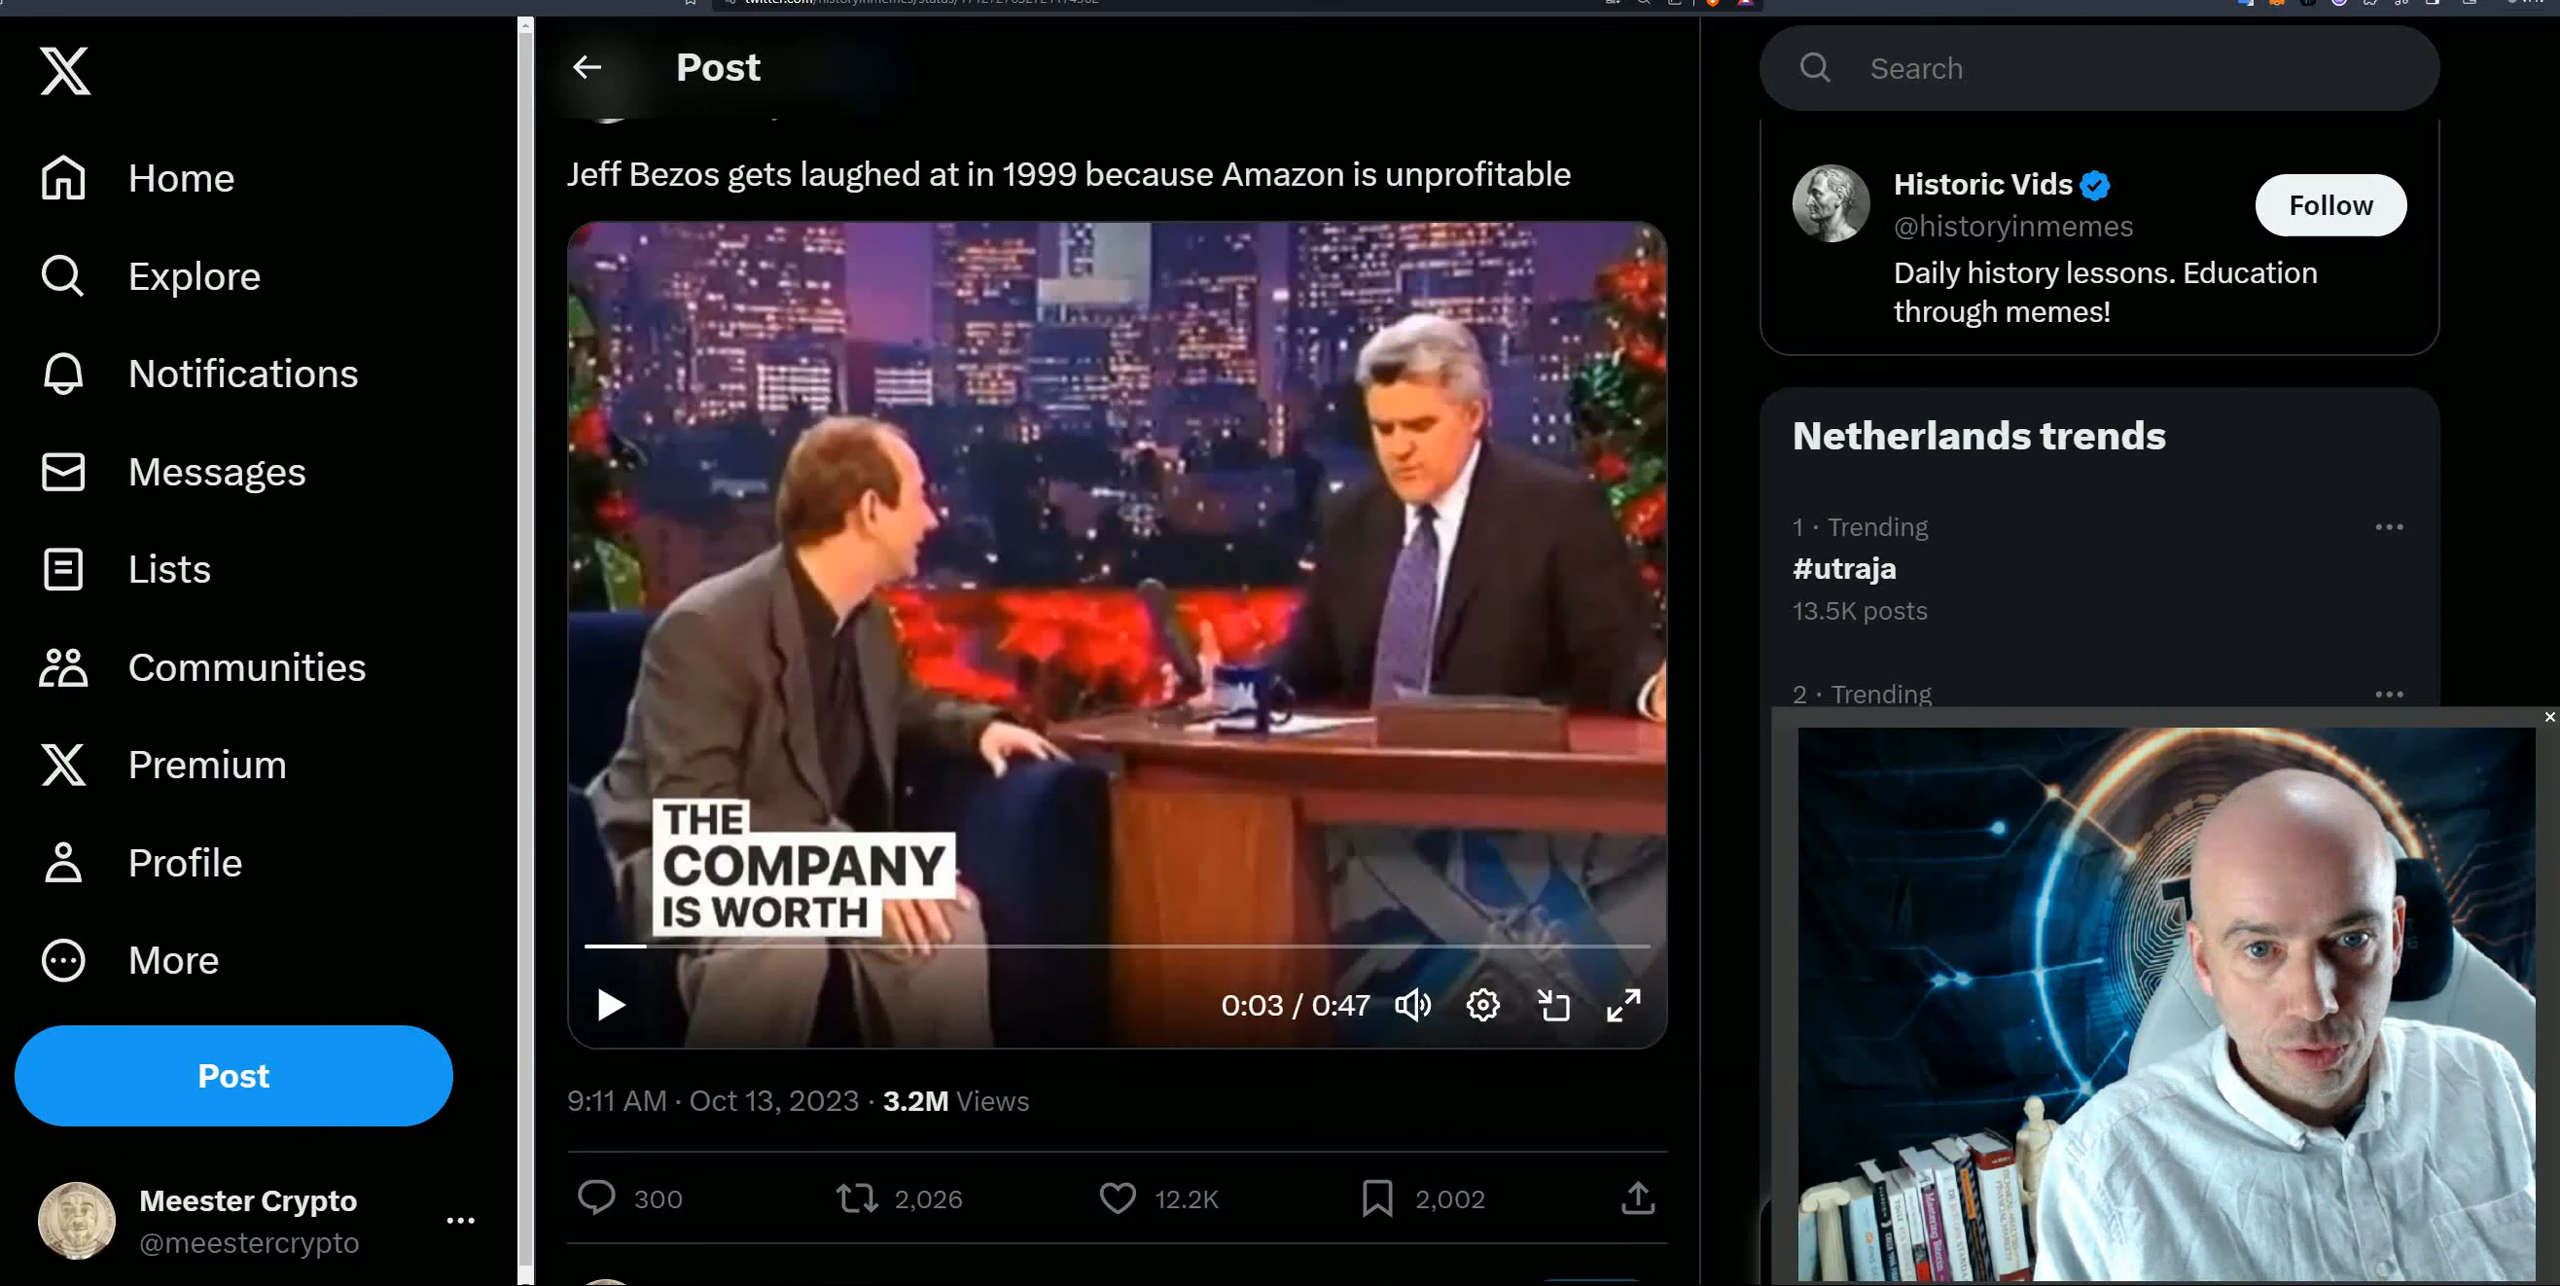 Post
Jeff Bezos gets laughed at in 1999 because Amazon is unprofitable
THE
COMPANY
IS WORTH
0:03 / 0:47
9:11 AM · Oct 13, 2023 · 3.2M Views
300
2,026
12.2K
2,002
Home
Explore
Notifications
Messages
Lists
Communities
Premium
Profile
More
Post
Meester Crypto
@meestercrypto
Search
Historic Vids
@historyinmemes
Follow
Daily history lessons. Education
through memes!
Netherlands trends
1 · Trending
#utraja
13.5K posts
2 · Trending
Mastering Bitcoin